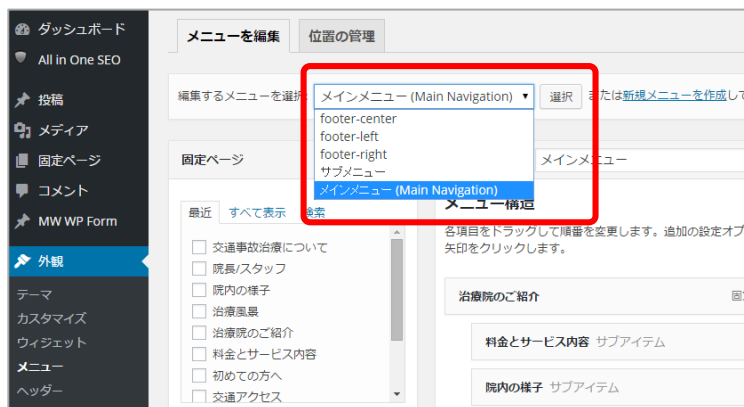 ダッシュボード
All in One SEO
投稿
メディア
固定ページ
コメント
MW WP Form
外観
テーマ
カスタマイズ
ウィジェット
メニュー
ヘッダー
メニューを編集
位置の管理
編集するメニューを選択: メインメニュー (Main Navigation) 選択 または新規メニューを作成して
footer-center
footer-left
footer-right
サブメニュー
メインメニュー (Main Navigation)
固定ページ
最近 すべて表示 検索
交通事故治療について
院長/スタッフ
院内の様子
治療風景
治療院のご紹介
料金とサービス内容
初めての方へ
交通アクセス
メインメニュー
メニュー構造
各項目をドラッグして順番を変更します。追加の設定オプ
矢印をクリックします。
治療院のご紹介 固
料金とサービス内容 サブアイテム
院内の様子 サブアイテム